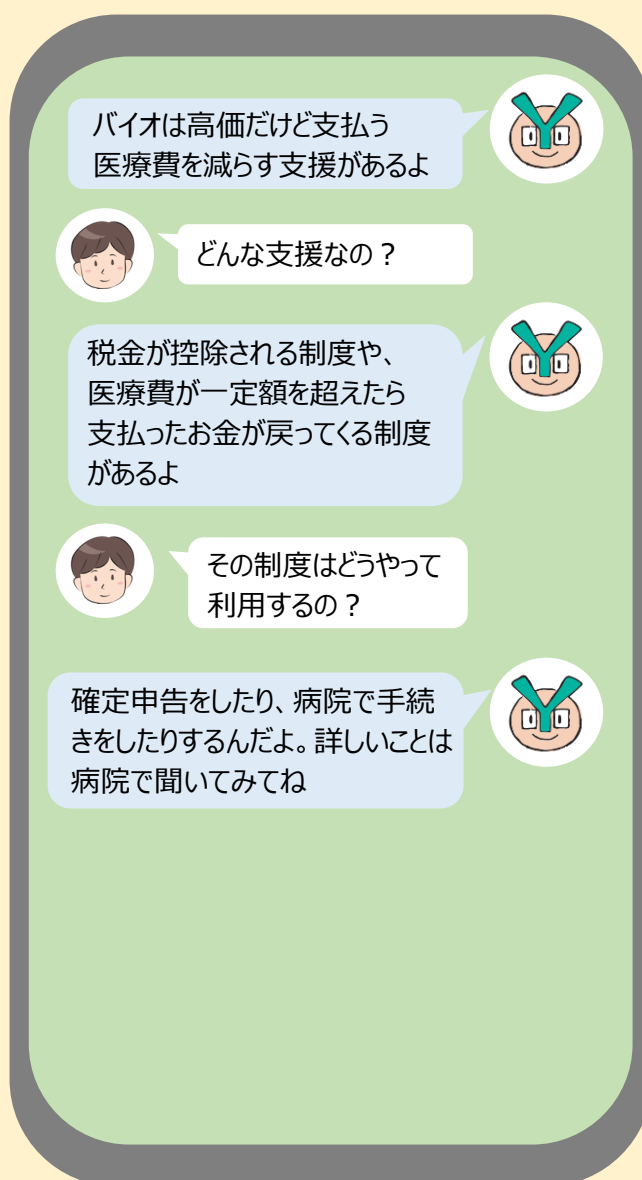 バイオは高価だけど支払う
医療費を減らす支援があるよ
どんな支援なの？
税金が控除される制度や、
医療費が一定額を超えたら
支払ったお金が戻ってくる制度
があるよ
その制度はどうやって
利用するの？
確定申告をしたり、病院で手続
きをしたりするんだよ。詳しいことは
病院で聞いてみてね